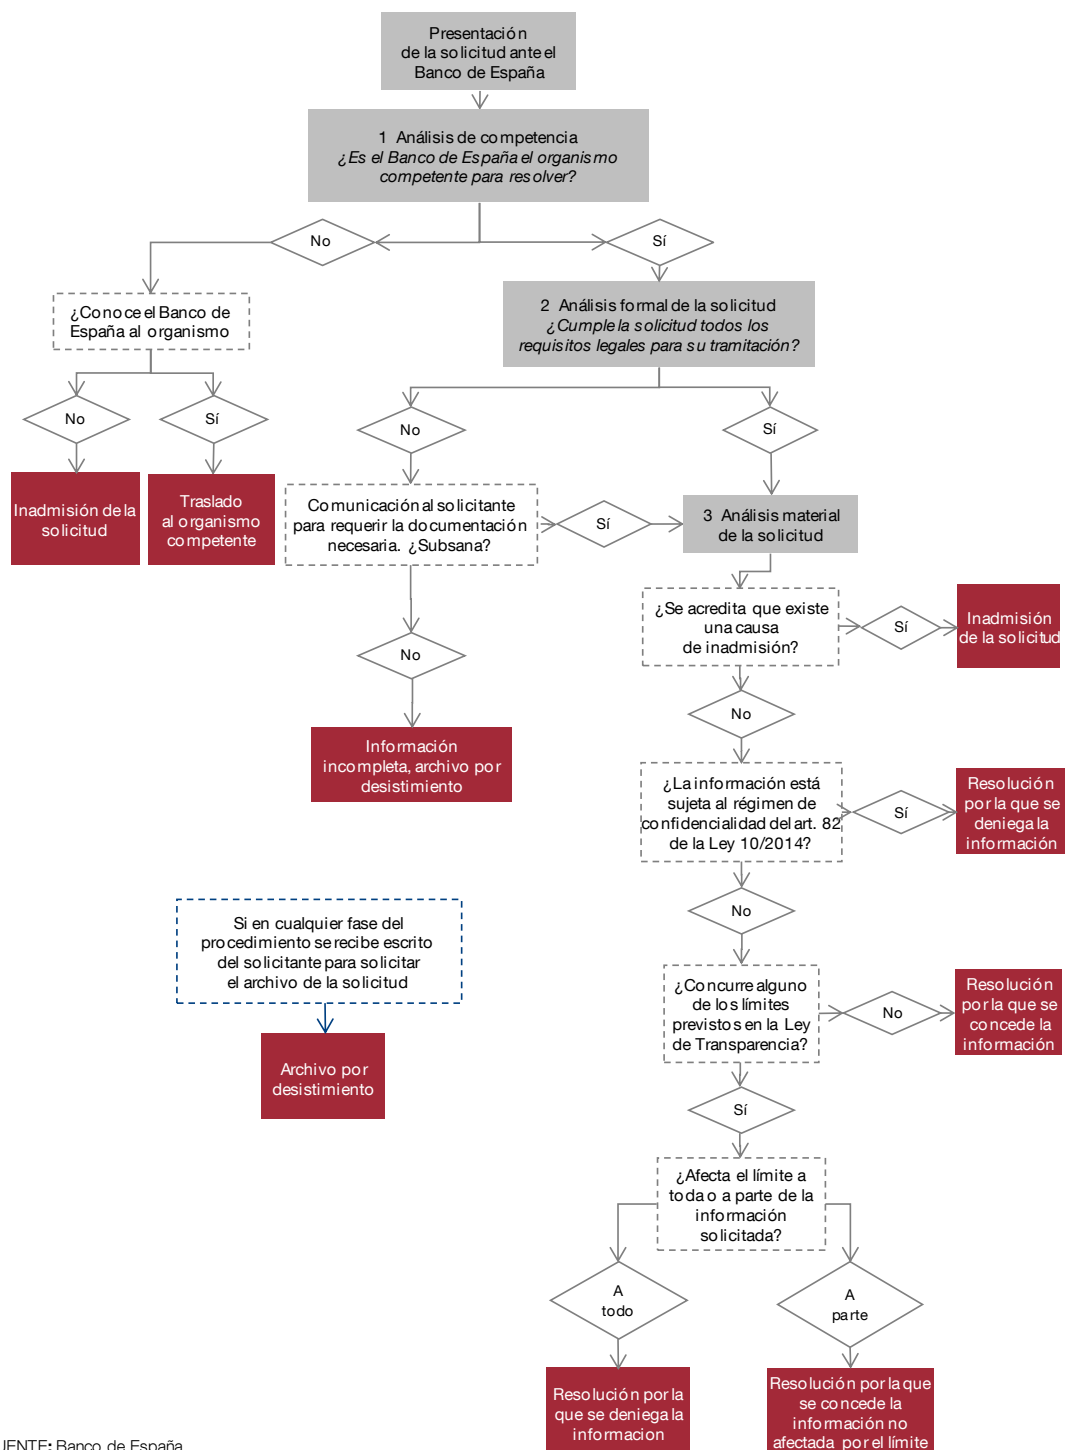 Presentación
de la solicitud ante el
Banco de España
1 Análisis de competencia
¿Es el Banco de España el organismo
competente para resolver?
No
Sí
¿Conoce el Banco de
España al organismo
2 Análisis formal de la solicitud
¿Cumple la solicitud todos los
requisitos legales para su tramitación?
No
Sí
No
Sí
Inadmisión de la
solicitud
Traslado
al organismo
competente
Comunicación al solicitante
para requerir la documentación
necesaria. ¿Subsana?
Sí
3 Análisis material
de la solicitud
¿Se acredita que existe
una causa
de inadmisión?
Sí
Inadmisión
de la solicitud
No
No
Información
incompleta, archivo por
desistimiento
¿La información está
sujeta al régimen de
confidencialidad del art. 82
de la Ley 10/2014?
Sí
Resolución
por la que se
deniega la
información
No
Si en cualquier fase del
procedimiento se recibe escrito
del solicitante para solicitar
el archivo de la solicitud
Archivo por
desistimiento
¿Concurre alguno
de los límites
previstos en la Ley
de Transparencia?
No
Resolución
por la que se
concede la
información
Sí
¿Afecta el límite a
toda o a parte de la
información
solicitada?
A
todo
A
parte
Resolución por la
que se deniega la
informacion
Resolución por la que
se concede la
información no
afectada por el límite
UENTE: Banco de España